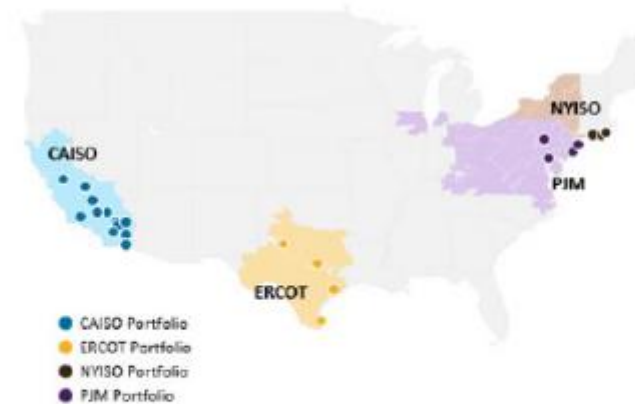 NYISO
CAISO
PJM
ERCOT
CAISO Portfolio
ERCOT Portfolio
NYISO Portfolio
PJM Portfolio